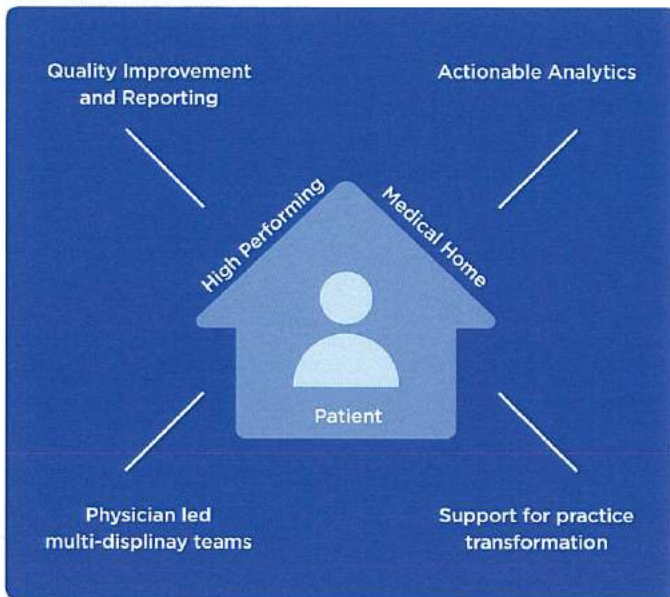 Quality Improvement
and Reporting
Actionable Analytics
High Performing
Medical Home
Patient
Physician led
multi-displinay teams
Support for practice
transformation